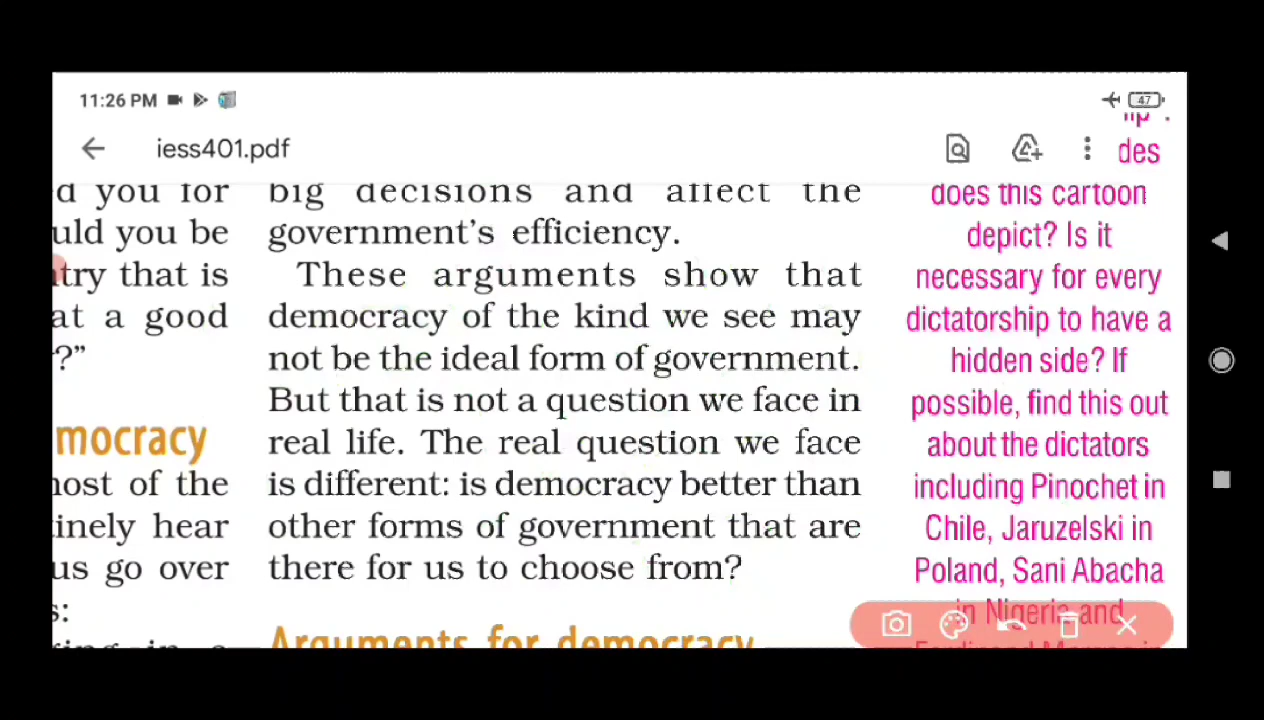 11:26 PM
47
iess401.pdf
d you for
uld you be
try that is
at a good
?"
mocracy
nost of the
inely hear
us go over
s:
big decisions and affect the
government's efficiency.
These arguments show that
democracy of the kind we see may
not be the ideal form of government.
But that is not a question we face in
real life. The real question we face
is different: is democracy better than
other forms of government that are
there for us to choose from?
Arguments for democracy
des
does this cartoon
depict? Is it
necessary for every
dictatorship to have a
hidden side? If
possible, find this out
about the dictators
including Pinochet in
Chile, Jaruzelski in
Poland, Sani Abacha
in Nigeria and